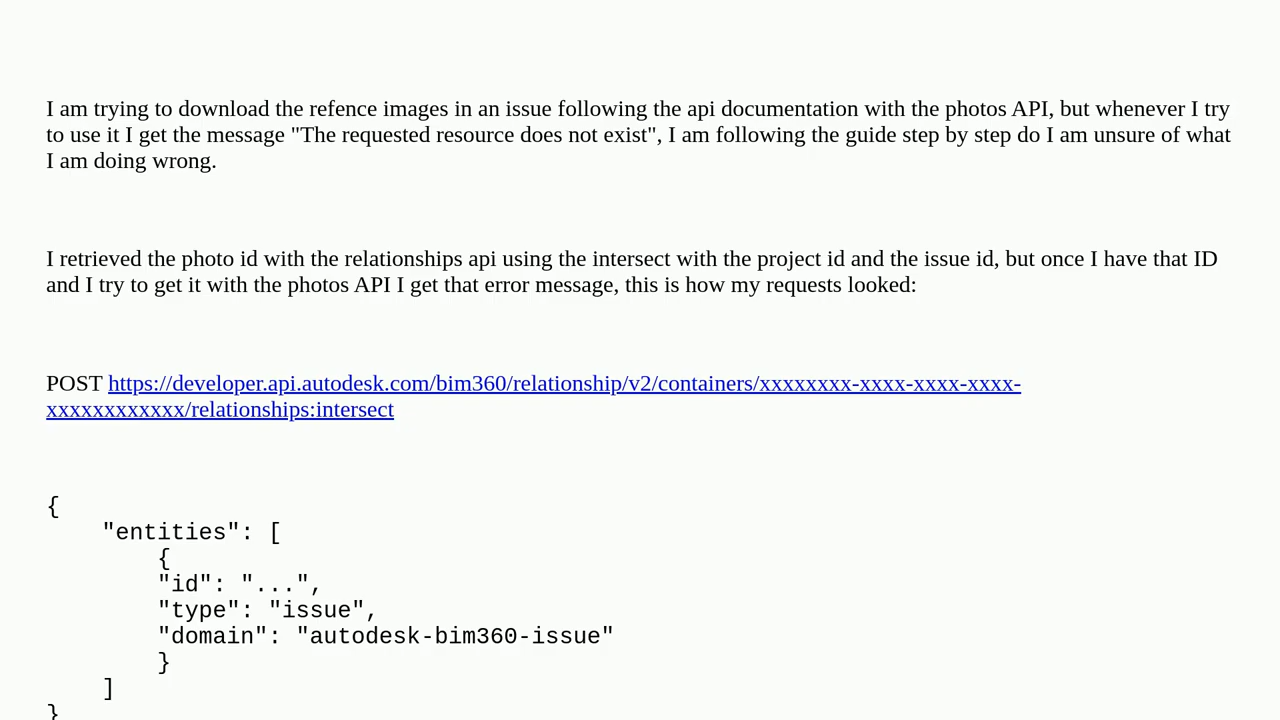 I am trying to download the refence images in an issue following the api documentation with the photos API, but whenever I try
to use it I get the message "The requested resource does not exist", I am following the guide step by step do I am unsure of what
I am doing wrong.
I retrieved the photo id with the relationships api using the intersect with the project id and the issue id, but once I have that ID
and I try to get it with the photos API I get that error message, this is how my requests looked:
POST https://developer.api.autodesk.com/bim360/relationship/v2/containers/xxxxxxxx-xxxx-xxxx-xxxx-
xxxxxxxxxxxx/relationships:intersect
{
    "entities": [
        {
        "id": "...",
        "type": "issue",
        "domain": "autodesk-bim360-issue"
        }
    ]
}